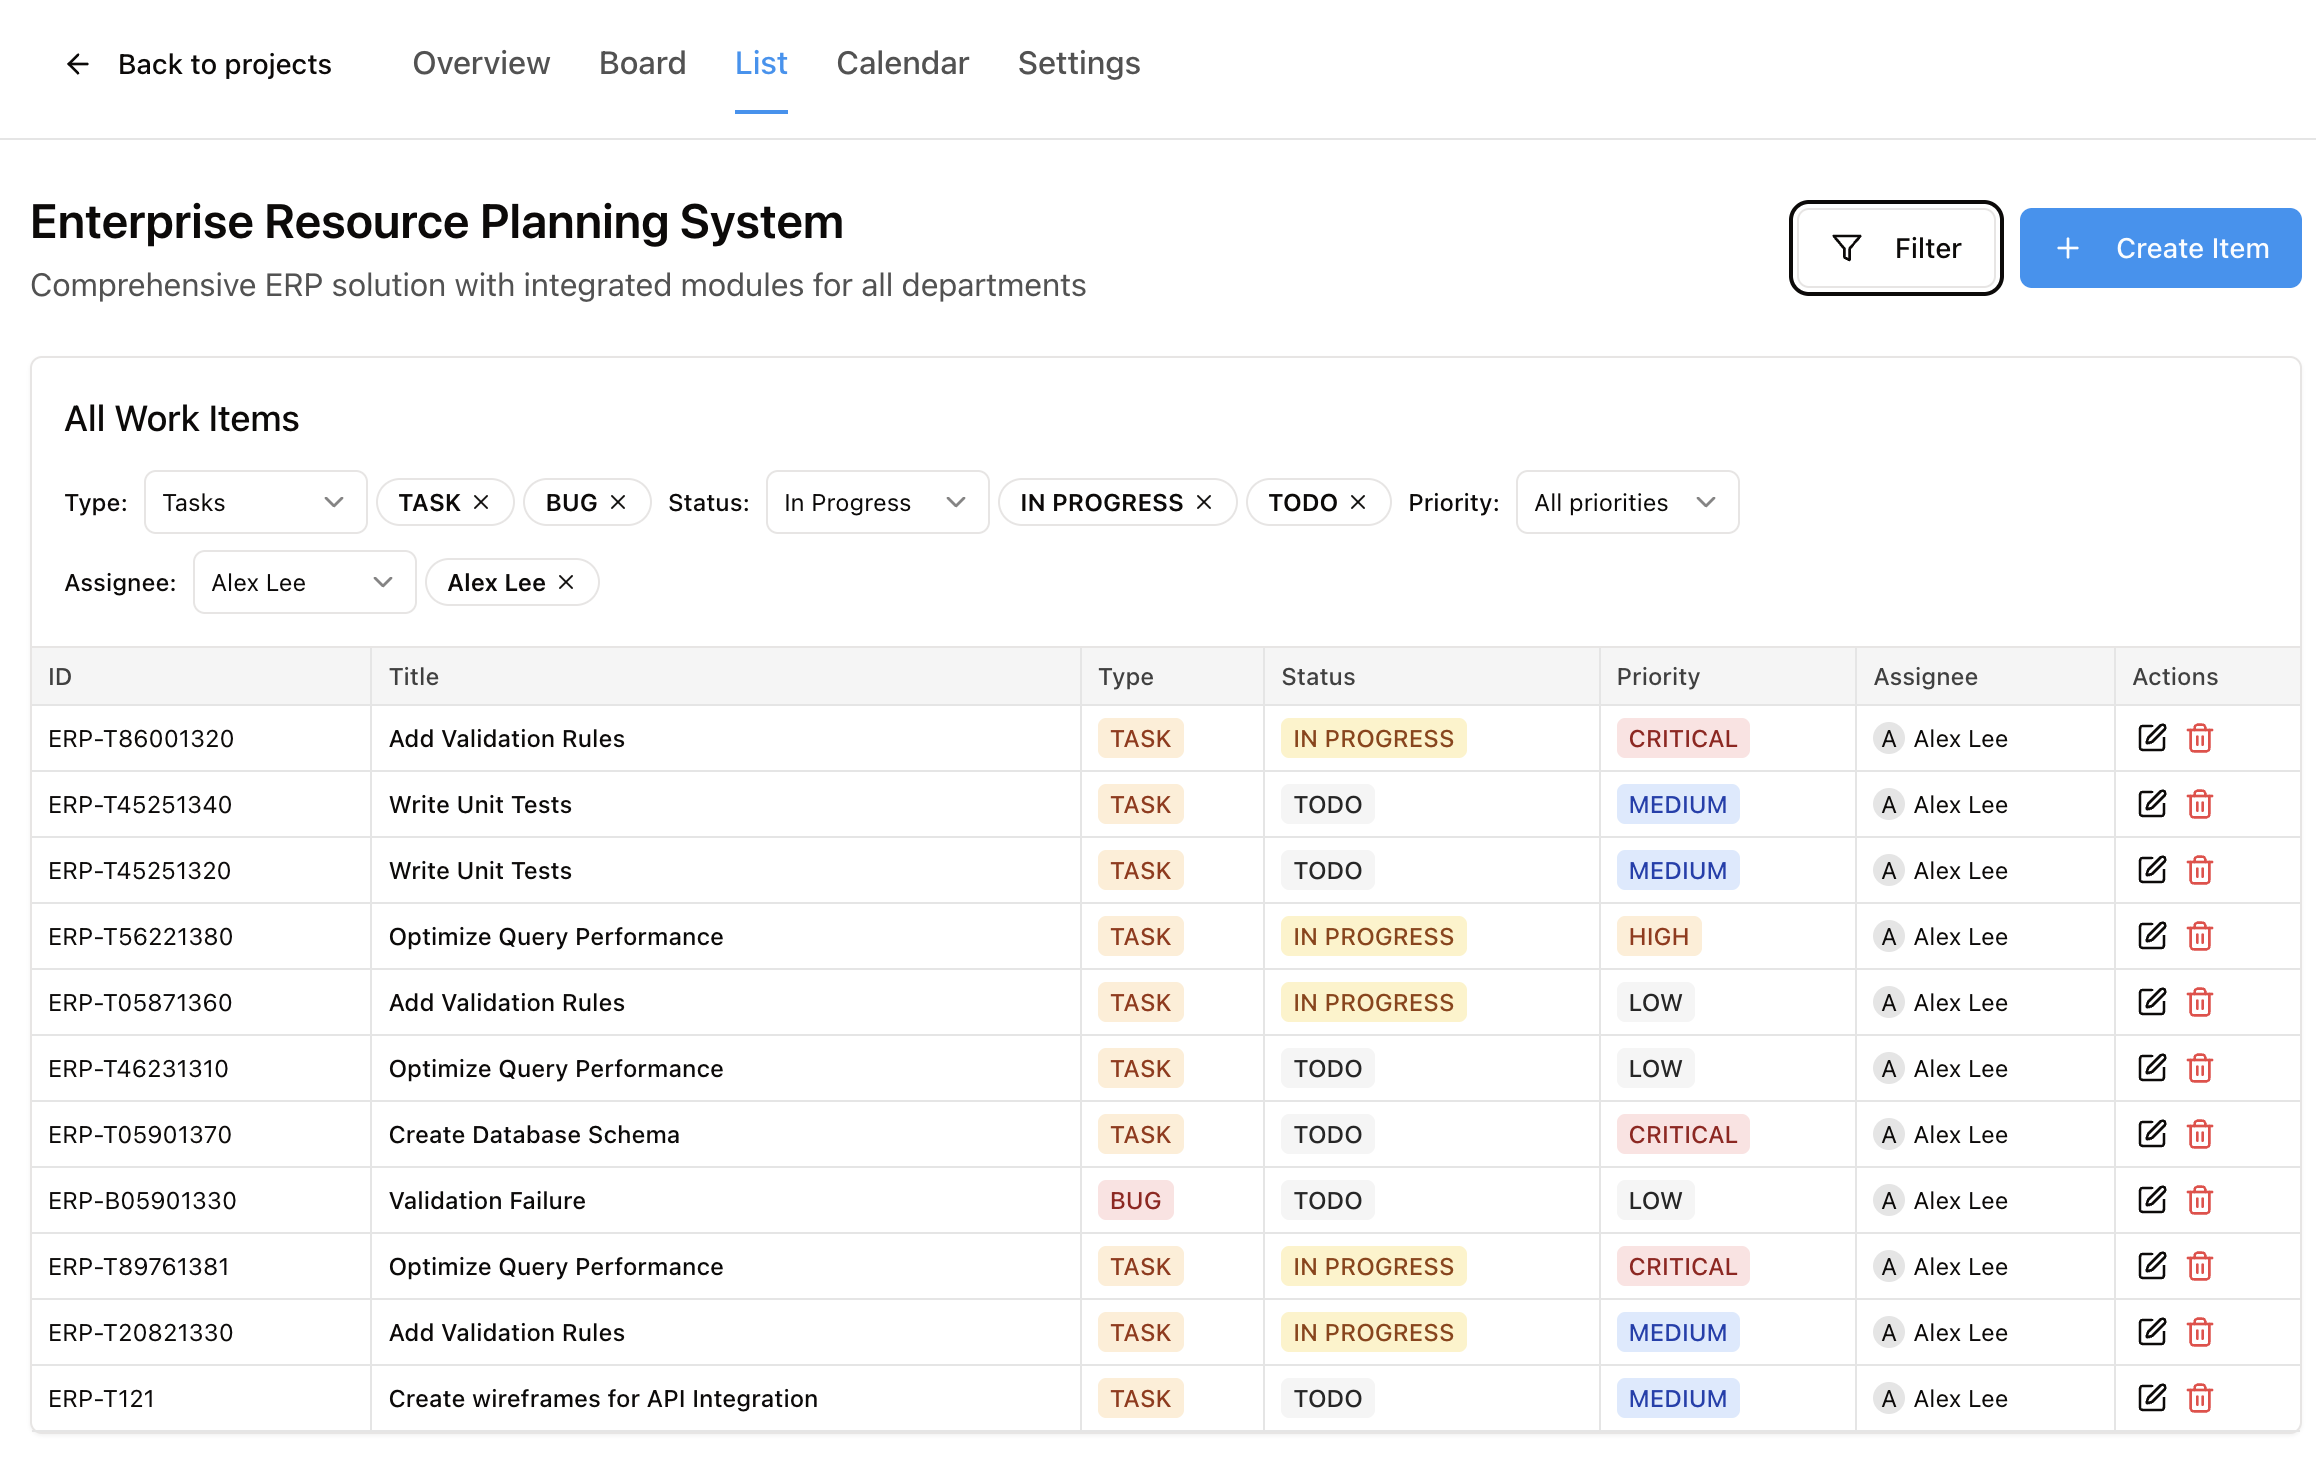 Back to projects Overview Board List Calendar Settings
Enterprise Resource Planning System
Comprehensive ERP solution with integrated modules for all departments
Filter
Create Item
All Work Items
Type: Tasks TASK BUG Status: In Progress IN PROGRESS TODO Priority: All priorities
Assignee: Alex Lee Alex Lee
ID Title Type Status Priority Assignee Actions
ERP-T86001320 Add Validation Rules TASK IN PROGRESS CRITICAL A Alex Lee
ERP-T45251340 Write Unit Tests TASK TODO MEDIUM A Alex Lee
ERP-T45251320 Write Unit Tests TASK TODO MEDIUM A Alex Lee
ERP-T56221380 Optimize Query Performance TASK IN PROGRESS HIGH A Alex Lee
ERP-T05871360 Add Validation Rules TASK IN PROGRESS LOW A Alex Lee
ERP-T46231310 Optimize Query Performance TASK TODO LOW A Alex Lee
ERP-T05901370 Create Database Schema TASK TODO CRITICAL A Alex Lee
ERP-B05901330 Validation Failure BUG TODO LOW A Alex Lee
ERP-T89761381 Optimize Query Performance TASK IN PROGRESS CRITICAL A Alex Lee
ERP-T20821330 Add Validation Rules TASK IN PROGRESS MEDIUM A Alex Lee
ERP-T121 Create wireframes for API Integration TASK TODO MEDIUM A Alex Lee